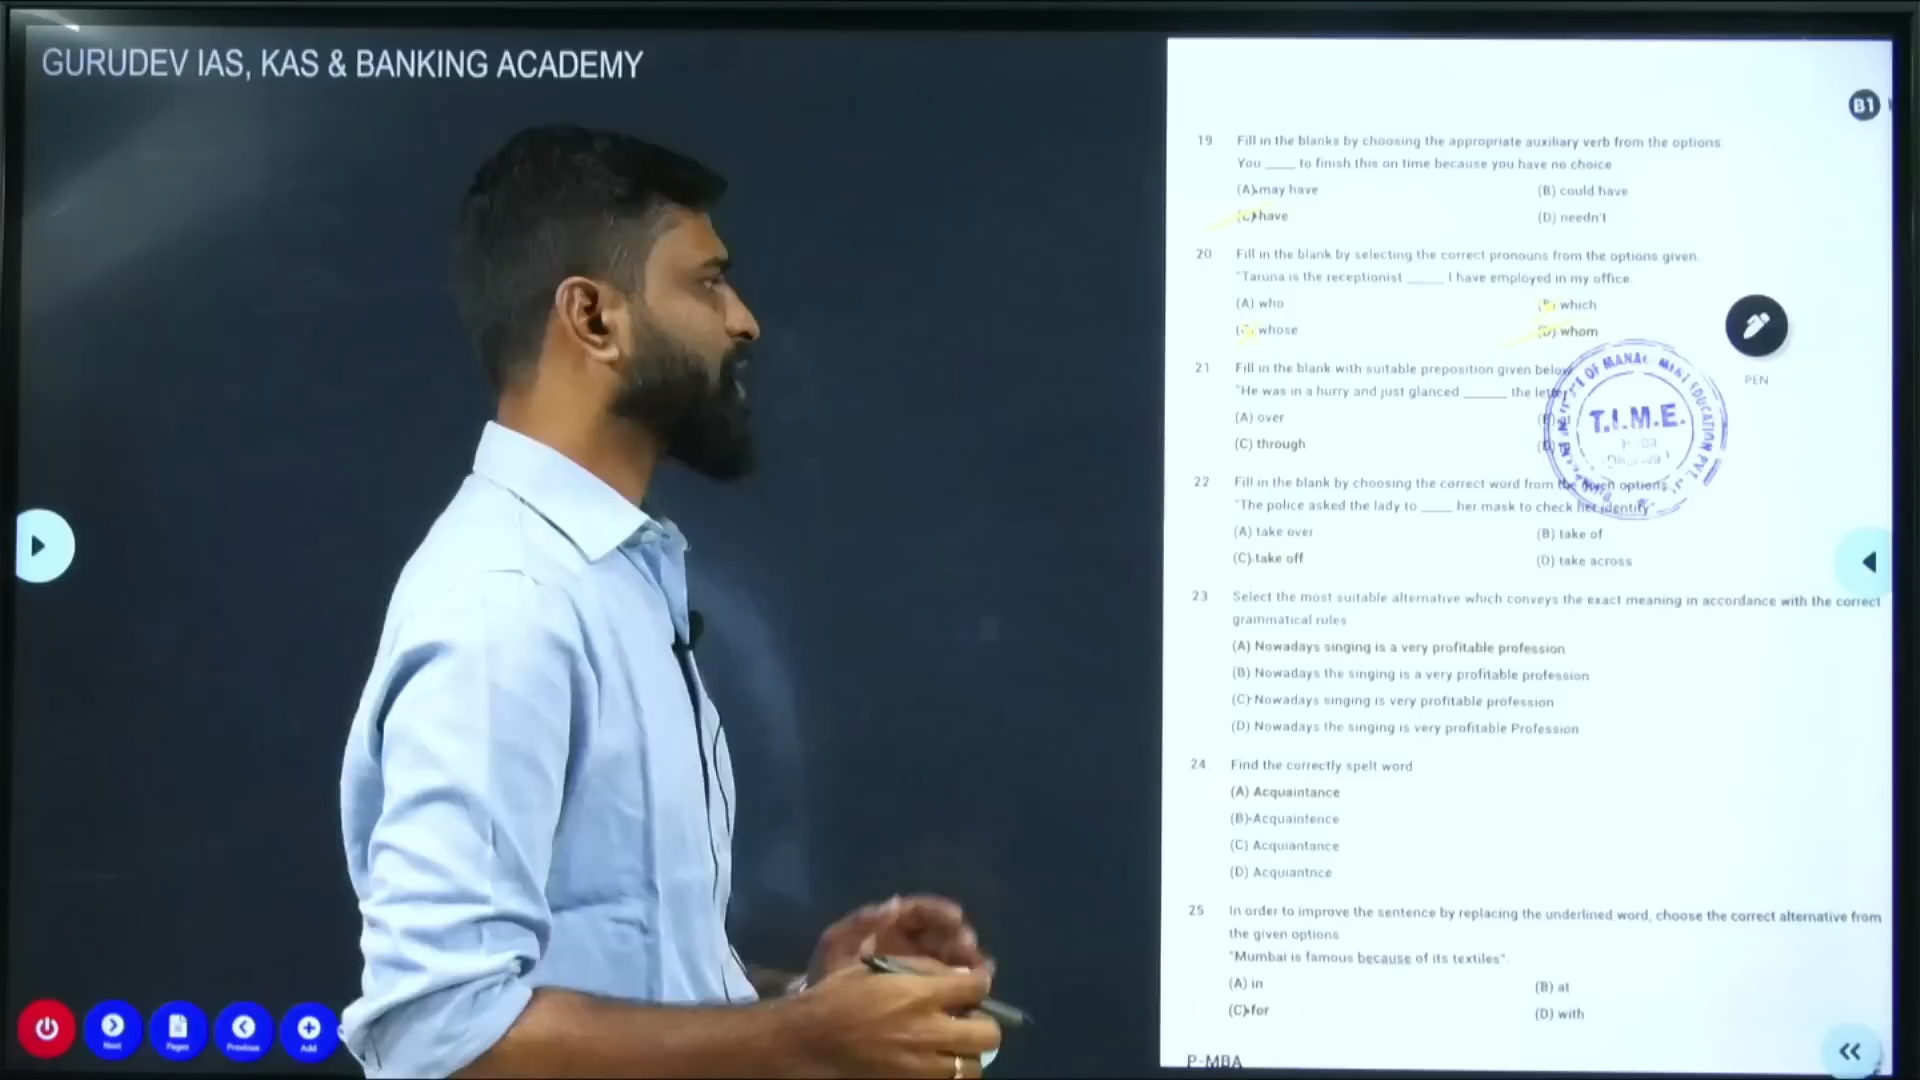 GURUDEV IAS, KAS & BANKING ACADEMY
B1
19 Fill in the blanks by choosing the appropriate auxiliary verb from the options
You ____ to finish this on time because you have no choice
(A) may have (B) could have
(C) have (D) needn't
20 Fill in the blank by selecting the correct pronouns from the options given
"Taruna is the receptionist _____ I have employed in my office.
(A) who (B) which
(C) whose (D) whom
PEN
21 Fill in the blank with suitable preposition given below
"He was in a hurry and just glanced ______ the letter
(A) over
(C) through
T.I.M.E.
22 Fill in the blank by choosing the correct word from the given options
"The police asked the lady to ____ her mask to check her identity"
(A) take over (B) take of
(C) take off (D) take across
23 Select the most suitable alternative which conveys the exact meaning in accordance with the correct
grammatical rules
(A) Nowadays singing is a very profitable profession
(B) Nowadays the singing is a very profitable profession
(C) Nowadays singing is very profitable profession
(D) Nowadays the singing is very profitable Profession
24 Find the correctly spelt word
(A) Acquaintance
(B) Acquaintence
(C) Acquiantance
(D) Acquiantnce
25 In order to improve the sentence by replacing the underlined word, choose the correct alternative from
the given options
"Mumbai is famous because of its textiles".
(A) in (B) at
(C) for (D) with
P-MBA
Next Pages Previous Add